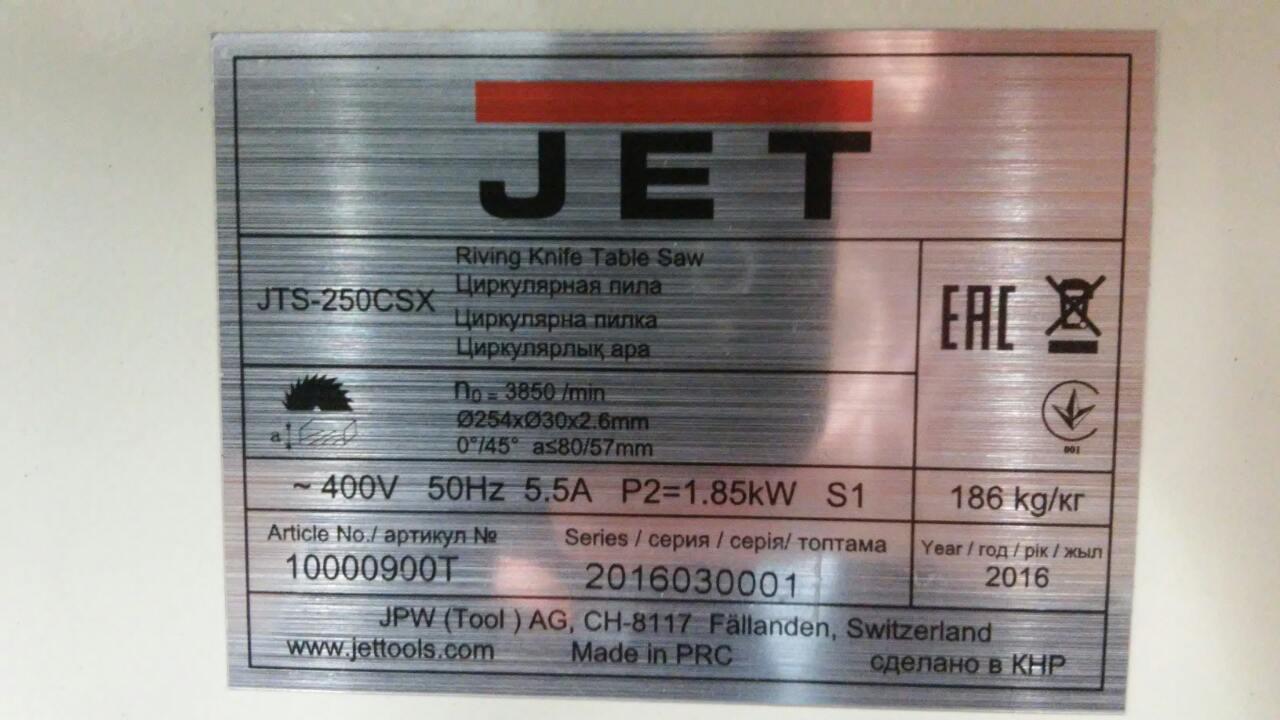 JET
JTS-250CSX
Riving Knife Table Saw
Циркулярная пила
Циркулярна пилка
Циркулярлық ара
EAC
n₀ = 3850 /min
Ø254xØ30x2.6mm
0°/45° a≤80/57mm
a
001
~ 400V 50Hz 5.5A P2=1.85kW S1
186 kg/кг
Article No./ артикул №
10000900T
Series / серия / серія/ топтама
2016030001
Year / год / рік / жыл
2016
JPW (Tool ) AG, CH-8117 Fällanden, Switzerland
www.jettools.com Made in PRC сделано в КНР